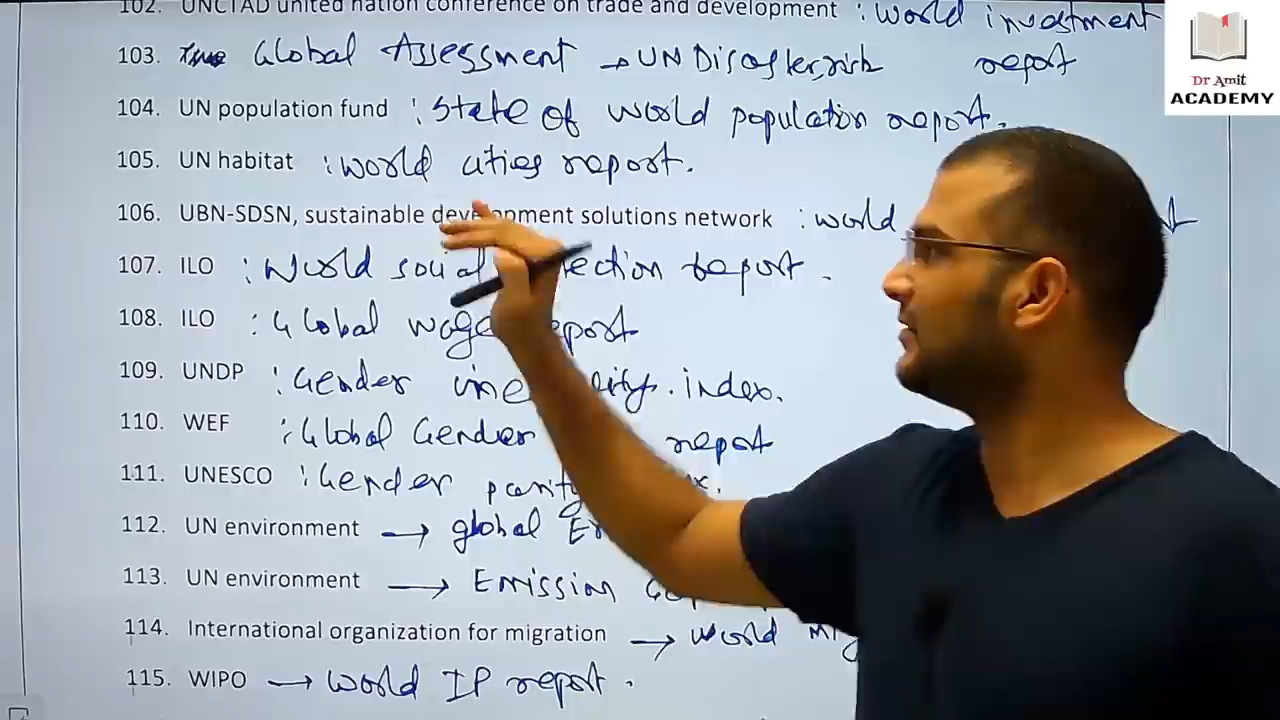 102. UNCTAD united nation conference on trade and development : world investment
103. Global Assessment → UN Disaster, risk report
104. UN population fund : State of world population report.
105. UN habitat : world cities report.
106. UBN-SDSN, sustainable development solutions network : world
107. ILO : World social report.
108. ILO : Global wage report
109. UNDP : Gender index.
110. WEF : Global Gender report
111. UNESCO : Gender parity
112. UN environment → global
113. UN environment → Emission
114. International organization for migration → world
115. WIPO → world IP report.
Dr Amit
ACADEMY